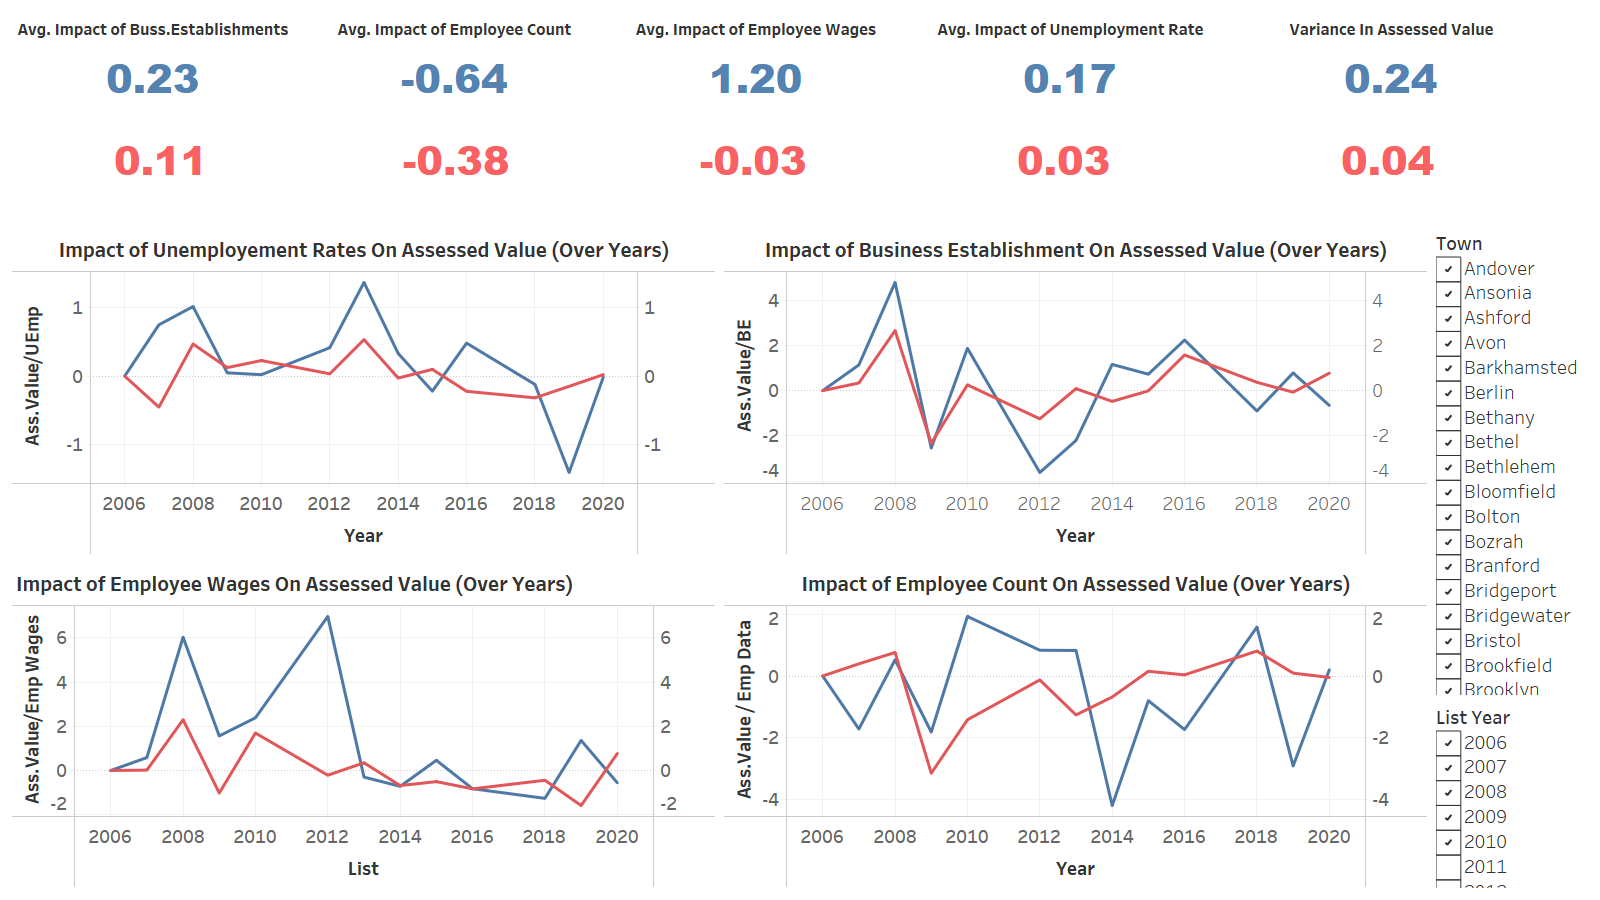 Avg. Impact of Buss.Establishments
Avg. Impact of Employee Count
Avg. Impact of Employee Wages
Avg. Impact of Unemployment Rate
Variance In Assessed Value
0.23
-0.64
1.20
0.17
0.24
0.11
-0.38
-0.03
0.03
0.04
Impact of Unemployement Rates On Assessed Value (Over Years)
Ass.Value/UEmp
1
0
-1
1
0
-1
2006 2008 2010 2012 2014 2016 2018 2020
Year
Impact of Business Establishment On Assessed Value (Over Years)
Ass.Value/BE
4
2
0
-2
-4
4
2
0
-2
-4
2006 2008 2010 2012 2014 2016 2018 2020
Year
Impact of Employee Wages On Assessed Value (Over Years)
Ass.Value/Emp Wages
6
4
2
0
-2
6
4
2
0
-2
2006 2008 2010 2012 2014 2016 2018 2020
List
Impact of Employee Count On Assessed Value (Over Years)
Ass.Value / Emp Data
2
0
-2
-4
2
0
-2
-4
2006 2008 2010 2012 2014 2016 2018 2020
Year
Town
Andover
Ansonia
Ashford
Avon
Barkhamsted
Berlin
Bethany
Bethel
Bethlehem
Bloomfield
Bolton
Bozrah
Branford
Bridgeport
Bridgewater
Bristol
Brookfield
Brooklyn
List Year
2006
2007
2008
2009
2010
2011